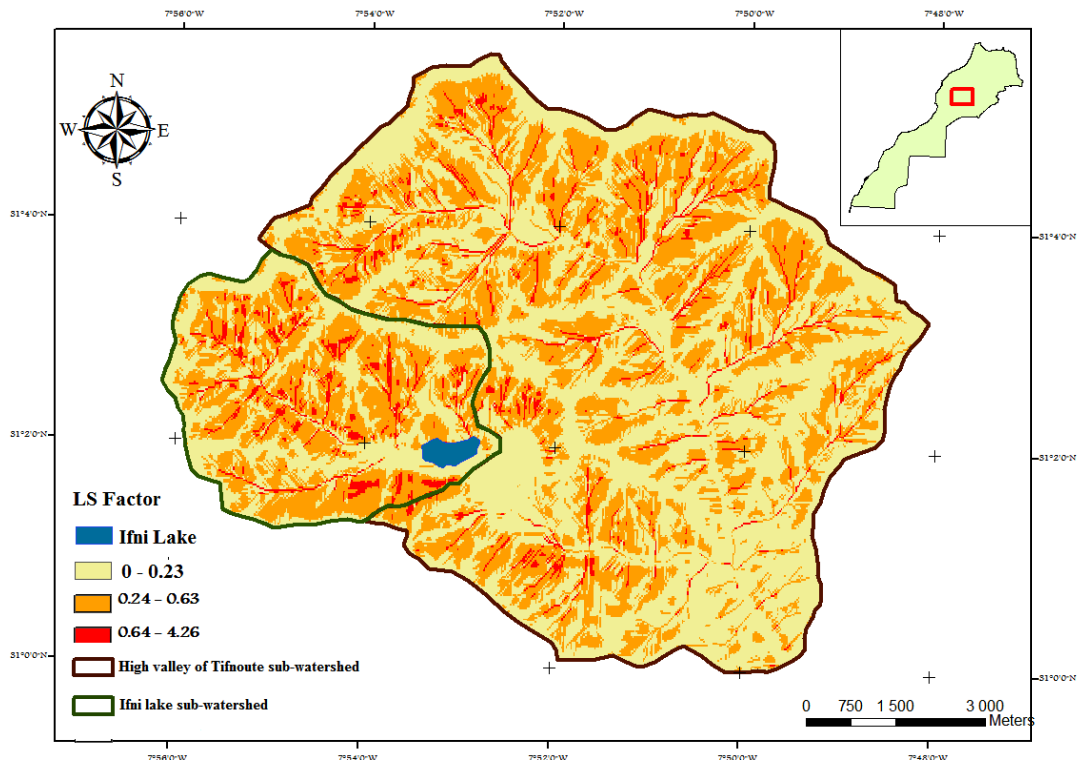 7°56'0"W 7°54'0"W 7°52'0"W 7°50'0"W 7°48'0"W
N
W E
S
31°4'0"N 31°4'0"N
31°2'0"N 31°2'0"N
LS Factor
Ifni Lake
0 - 0.23
0.24 – 0.63
0.64 – 4.26
High valley of Tifnoute sub-watershed
Ifni lake sub-watershed
31°0'0"N 31°0'0"N
0 750 1 500 3 000
Meters
7°56'0"W 7°54'0"W 7°52'0"W 7°50'0"W 7°48'0"W